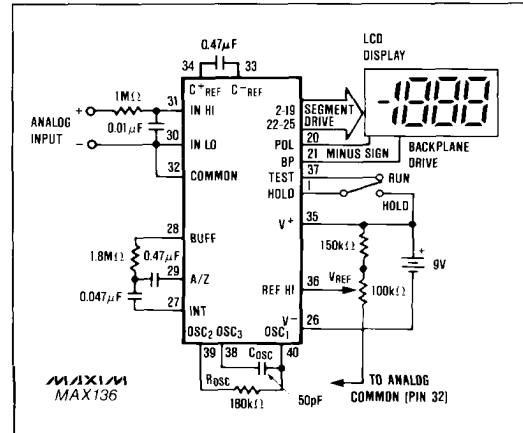 0.47µF
34
33
C⁺REF
C⁻REF
LCD
DISPLAY
-1888
+
1MΩ
31
IN HI
ANALOG
INPUT
0.01µF
30
IN LO
-
32
COMMON
2-19
22-25
SEGMENT
DRIVE
20
POL
MINUS SIGN
21
BP
BACKPLANE
DRIVE
37
TEST
RUN
1
HOLD
HOLD
35
V⁺
150kΩ
+
9V
28
BUFF
1.8MΩ
0.47µF
29
A/Z
0.047µF
27
INT
36
REF HI
VREF
100kΩ
V⁻
26
OSC2
OSC3
OSC1
39
38
40
COSC
ROSC
180kΩ
50pF
TO ANALOG
COMMON (PIN 32)
MAXIM
MAX136